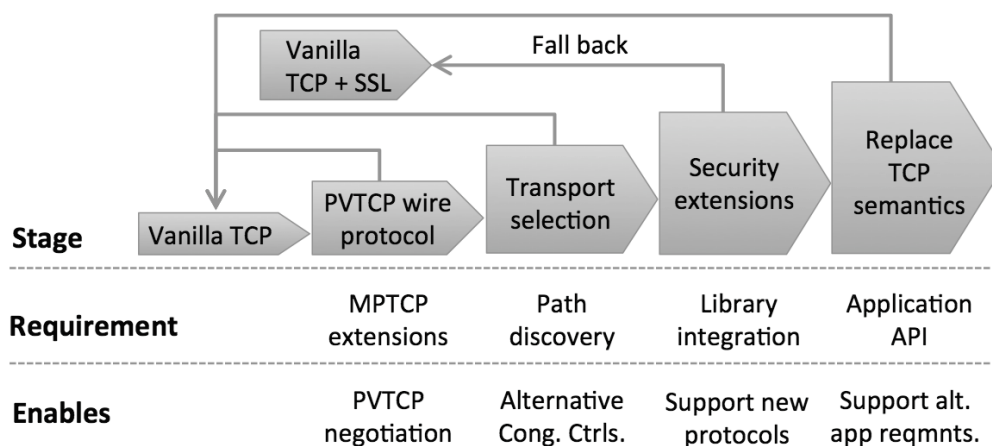 Vanilla
TCP + SSL
Fall back
Vanilla TCP
PVTCP wire
protocol
Transport
selection
Security
extensions
Replace
TCP
semantics
Stage
Requirement
MPTCP
extensions
Path
discovery
Library
integration
Application
API
Enables
PVTCP
negotiation
Alternative
Cong. Ctrls.
Support new
protocols
Support alt.
app reqmnts.